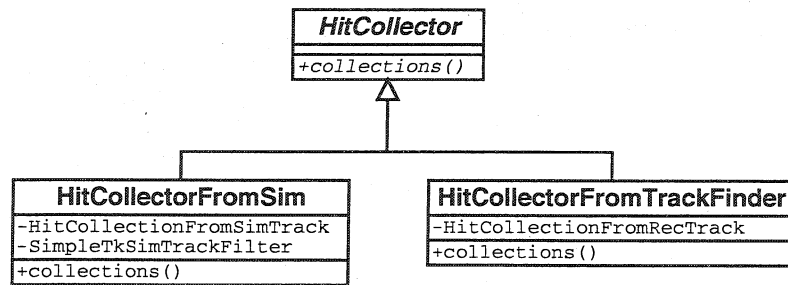 HitCollector
+collections()
HitCollectorFromSim
-HitCollectionFromSimTrack
-SimpleTkSimTrackFilter
+collections()
HitCollectorFromTrackFinder
-HitCollectionFromRecTrack
+collections()